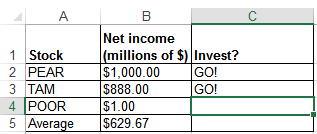 A B C
Net income
1 Stock (millions of $) Invest?
2 PEAR $1,000.00 GO!
3 TAM $888.00 GO!
4 POOR $1.00
5 Average $629.67